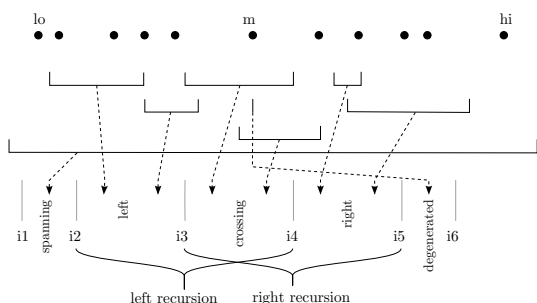 lo m hi
spanning left crossing right degenerated
i1 i2 i3 i4 i5 i6
left recursion right recursion